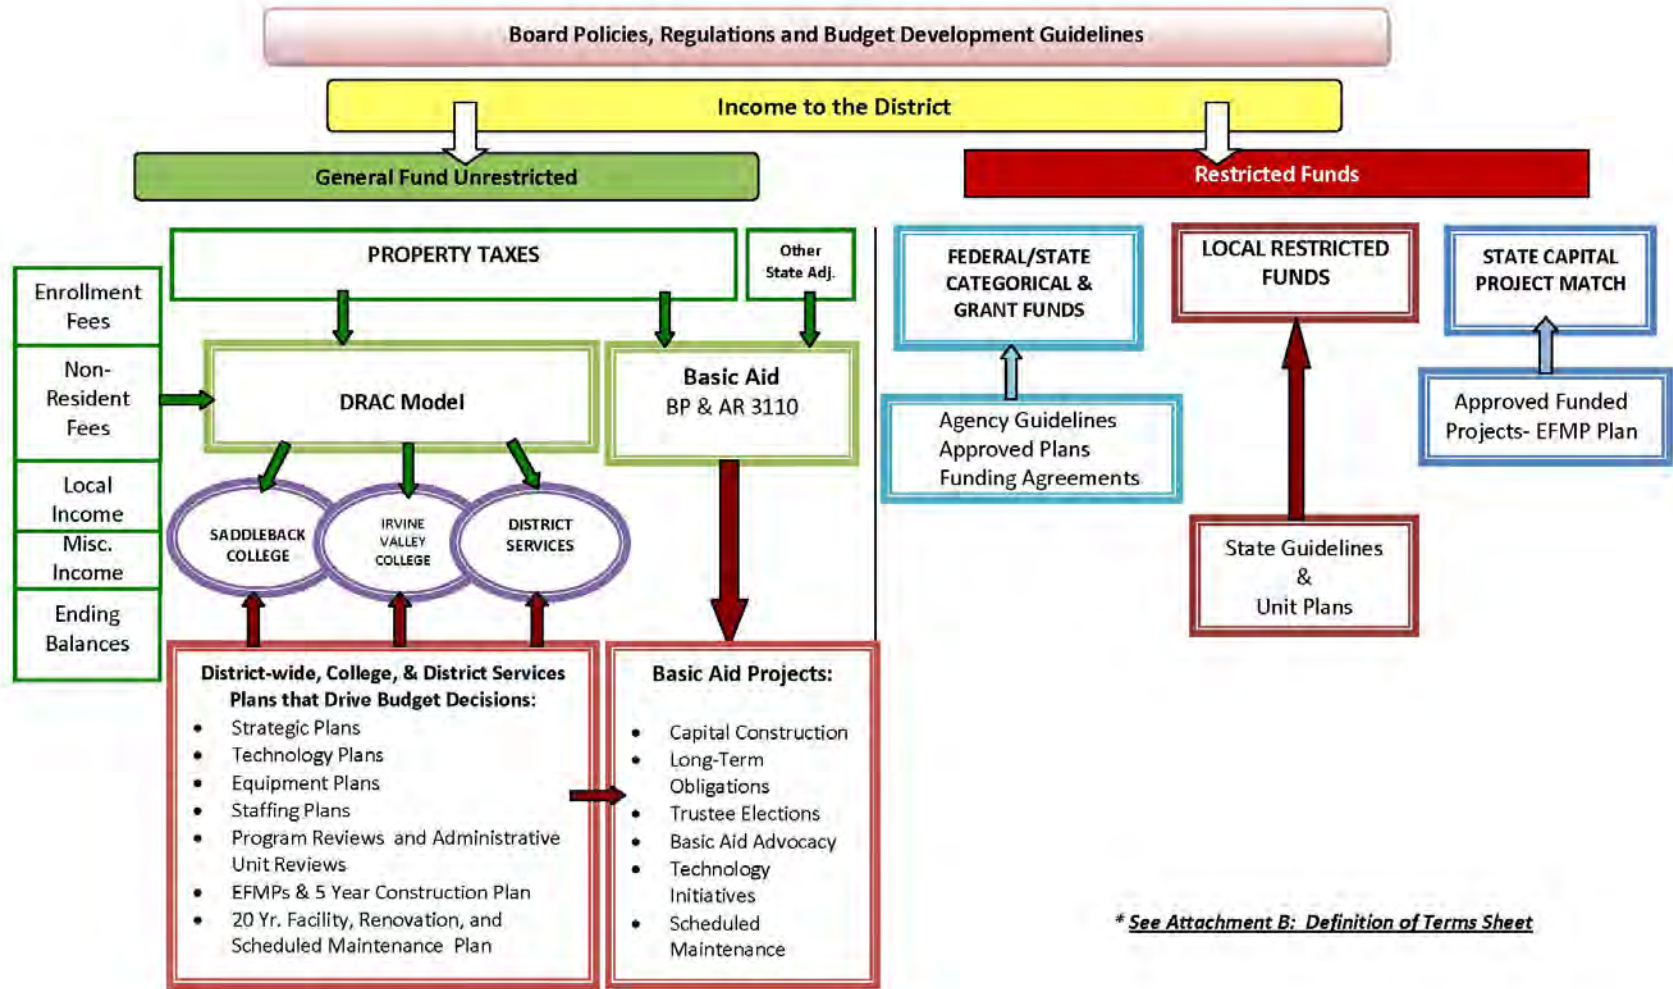 Board Policies, Regulations and Budget Development Guidelines
Income to the District
General Fund Unrestricted
Restricted Funds
PROPERTY TAXES
Other
State Adj.
Enrollment
Fees
Non-
Resident
Fees
Local
Income
Misc.
Income
Ending
Balances
DRAC Model
Basic Aid
BP & AR 3110
SADDLEBACK
COLLEGE
IRVINE
VALLEY
COLLEGE
DISTRICT
SERVICES
District-wide, College, & District Services
Plans that Drive Budget Decisions:
• Strategic Plans
• Technology Plans
• Equipment Plans
• Staffing Plans
• Program Reviews and Administrative
Unit Reviews
• EFMPs & 5 Year Construction Plan
• 20 Yr. Facility, Renovation, and
Scheduled Maintenance Plan
Basic Aid Projects:
• Capital Construction
• Long-Term
Obligations
• Trustee Elections
• Basic Aid Advocacy
• Technology
Initiatives
• Scheduled
Maintenance
FEDERAL/STATE
CATEGORICAL &
GRANT FUNDS
Agency Guidelines
Approved Plans
Funding Agreements
LOCAL RESTRICTED
FUNDS
State Guidelines
&
Unit Plans
STATE CAPITAL
PROJECT MATCH
Approved Funded
Projects- EFMP Plan
* See Attachment B: Definition of Terms Sheet